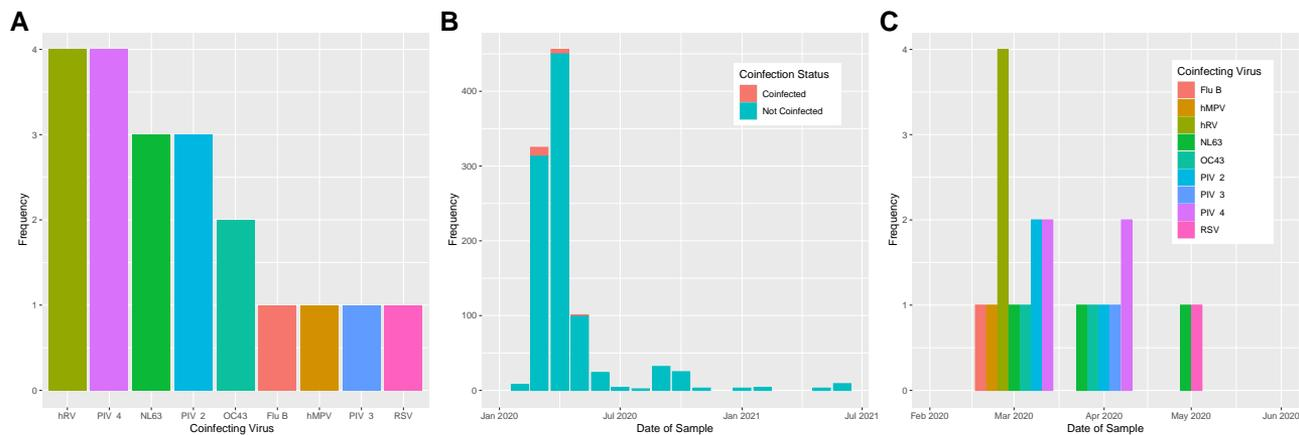 A
Frequency
4
3
2
1
0
hRV PIV 4 NL63 PIV 2 OC43 Flu B hMPV PIV 3 RSV
Coinfecting Virus
B
Frequency
400
300
200
100
0
Coinfection Status
Coinfected
Not Coinfected
Jan 2020 Jul 2020 Jan 2021 Jul 2021
Date of Sample
C
Frequency
4
3
2
1
0
Coinfecting Virus
Flu B
hMPV
hRV
NL63
OC43
PIV 2
PIV 3
PIV 4
RSV
Feb 2020 Mar 2020 Apr 2020 May 2020 Jun 2020
Date of Sample